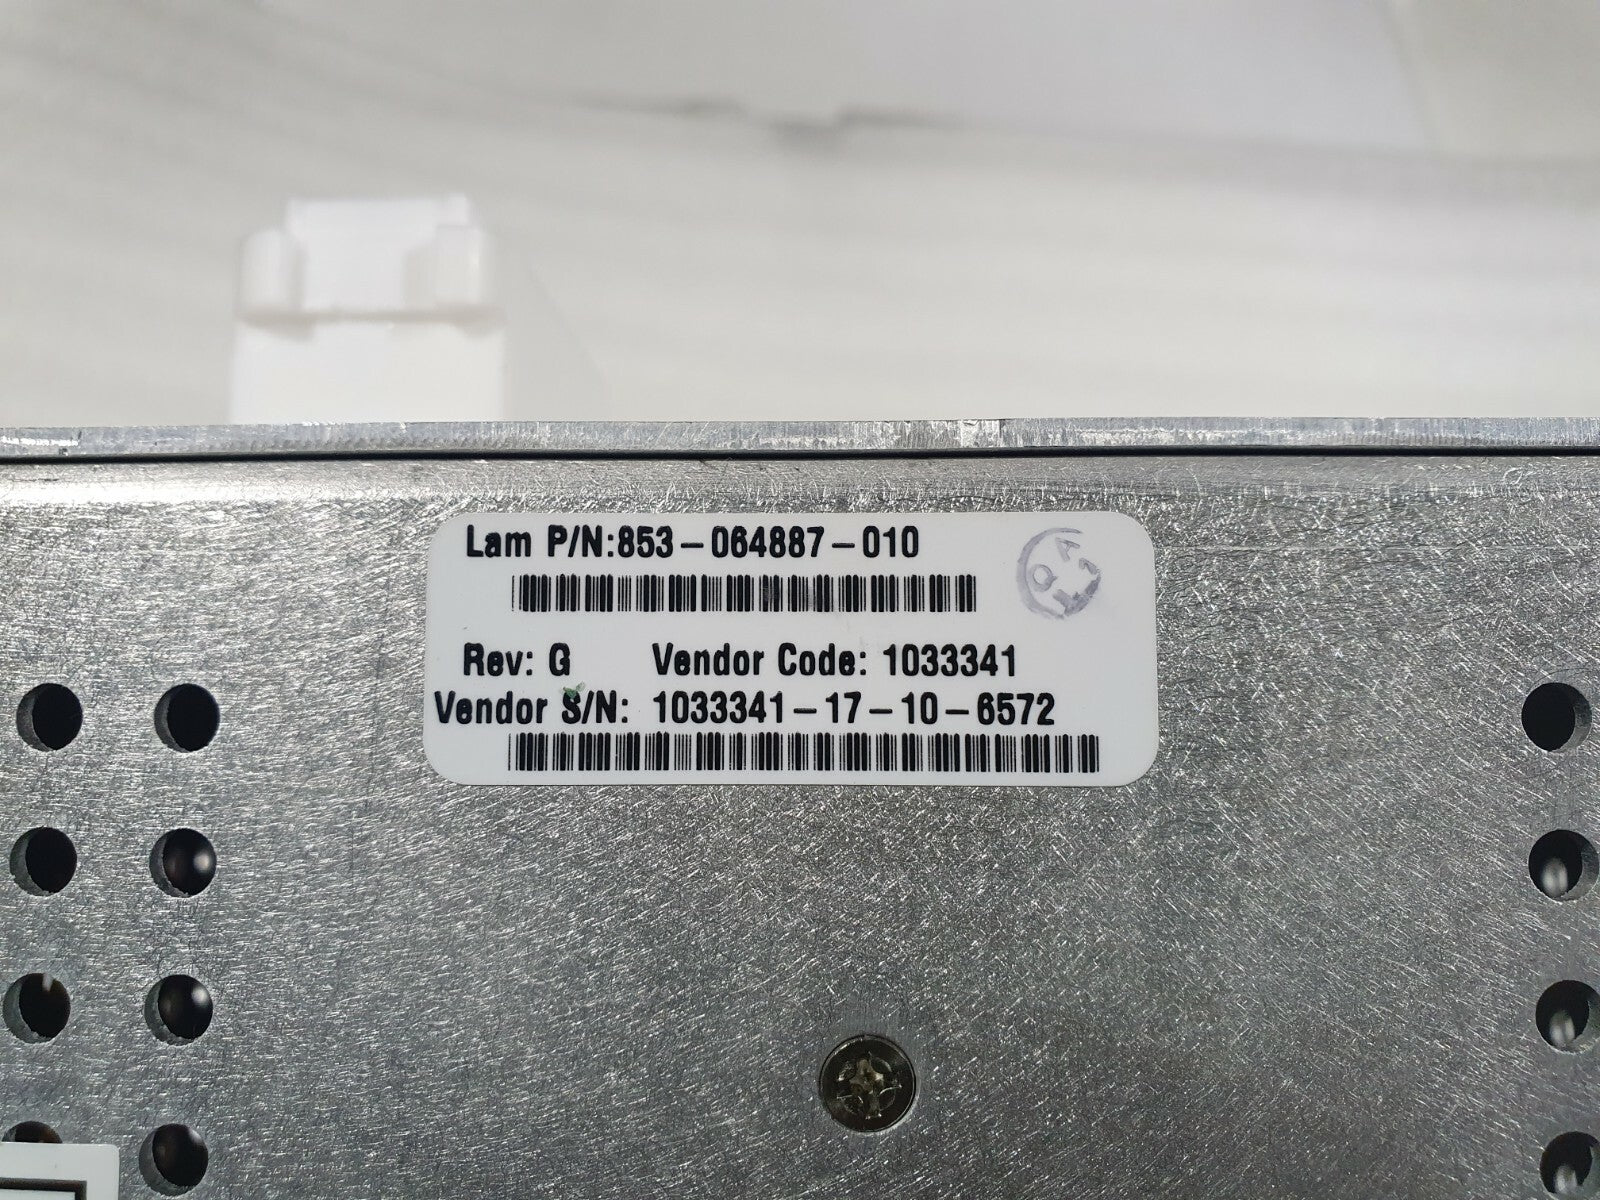 Lam P/N:853-064887-010
Rev: G Vendor Code: 1033341
Vendor S/N: 1033341-17-10-6572